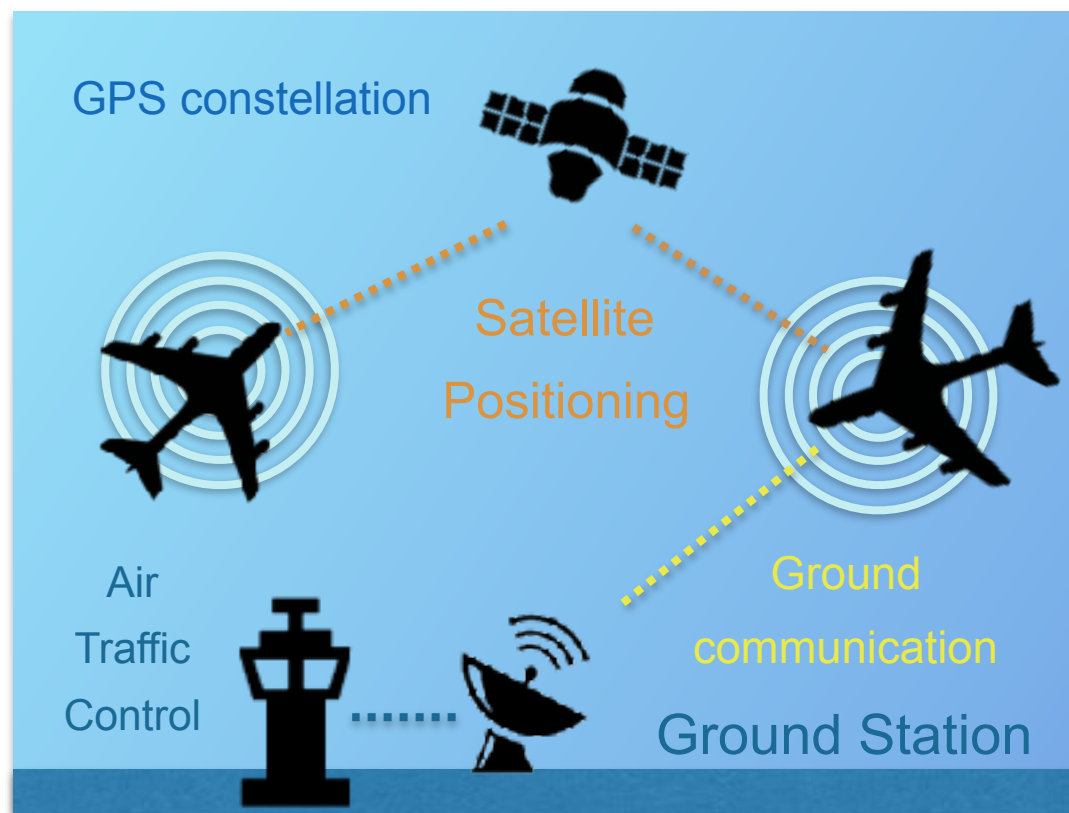 GPS constellation
Satellite
Positioning
Air
Traffic
Control
Ground
communication
Ground Station